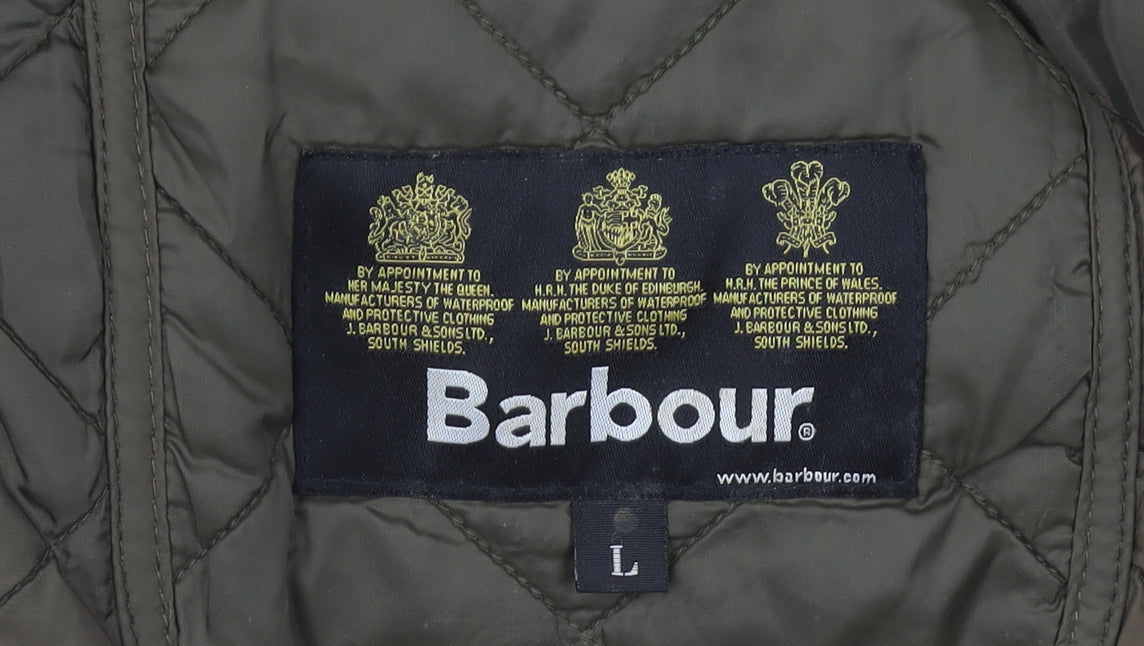 BY APPOINTMENT TO
HER MAJESTY THE QUEEN.
MANUFACTURERS OF WATERPROOF
AND PROTECTIVE CLOTHING
J. BARBOUR & SONS LTD.,
SOUTH SHIELDS.
BY APPOINTMENT TO
H.R.H. THE DUKE OF EDINBURGH.
MANUFACTURERS OF WATERPROOF
AND PROTECTIVE CLOTHING
J. BARBOUR & SONS LTD.,
SOUTH SHIELDS.
BY APPOINTMENT TO
H.R.H. THE PRINCE OF WALES.
MANUFACTURERS OF WATERPROOF
AND PROTECTIVE CLOTHING
J. BARBOUR & SONS LTD.,
SOUTH SHIELDS.
Barbour.®
www.barbour.com
L